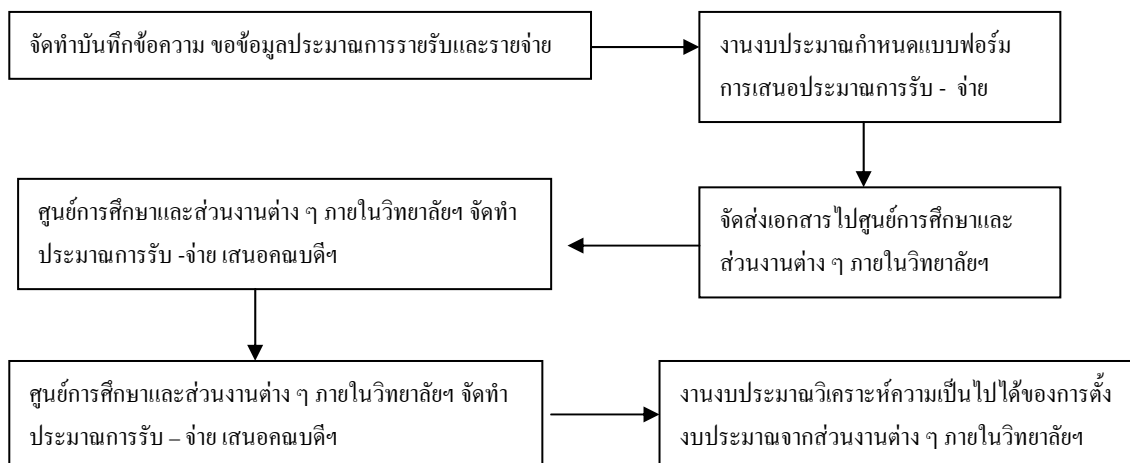 จัดทำบันทึกข้อความ ขอข้อมูลประมาณการรายรับและรายจ่าย
งานงบประมาณกำหนดแบบฟอร์ม
การเสนอประมาณการรับ - จ่าย
จัดส่งเอกสารไปศูนย์การศึกษาและ
ส่วนงานต่าง ๆ ภายในวิทยาลัยฯ
ศูนย์การศึกษาและส่วนงานต่าง ๆ ภายในวิทยาลัยฯ จัดทำ
ประมาณการรับ -จ่าย เสนอคณบดีฯ
ศูนย์การศึกษาและส่วนงานต่าง ๆ ภายในวิทยาลัยฯ จัดทำ
ประมาณการรับ – จ่าย เสนอคณบดีฯ
งานงบประมาณวิเคราะห์ความเป็นไปได้ของการตั้ง
งบประมาณจากส่วนงานต่าง ๆ ภายในวิทยาลัยฯ